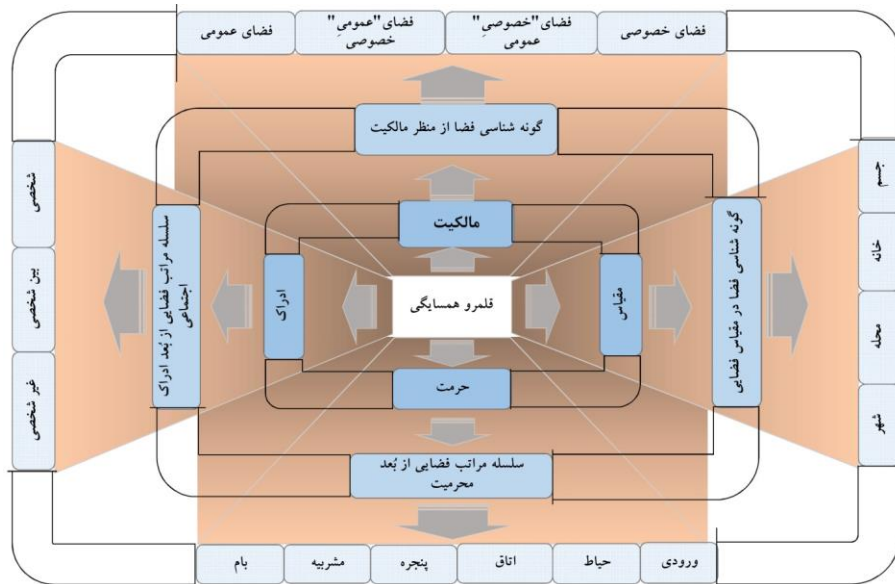 فضای خصوصی
فضای "خصوصیِ"
عمومی
فضای "عمومیِ"
خصوصی
فضای عمومی
گونه شناسی فضا از منظر مالکیت
مالکیت
جسم
خانه
محله
شهر
گونه شناسی فضا در مقیاس فضایی
مقیاس
قلمرو همسایگی
ادراک
سلسله مراتب فضایی از بُعد ادراک
اجتماعی
شخصی
بین شخصی
غیر شخصی
حرمت
سلسله مراتب فضایی از بُعد
محرمیت
ورودی
حیاط
اتاق
پنجره
مشربیه
بام